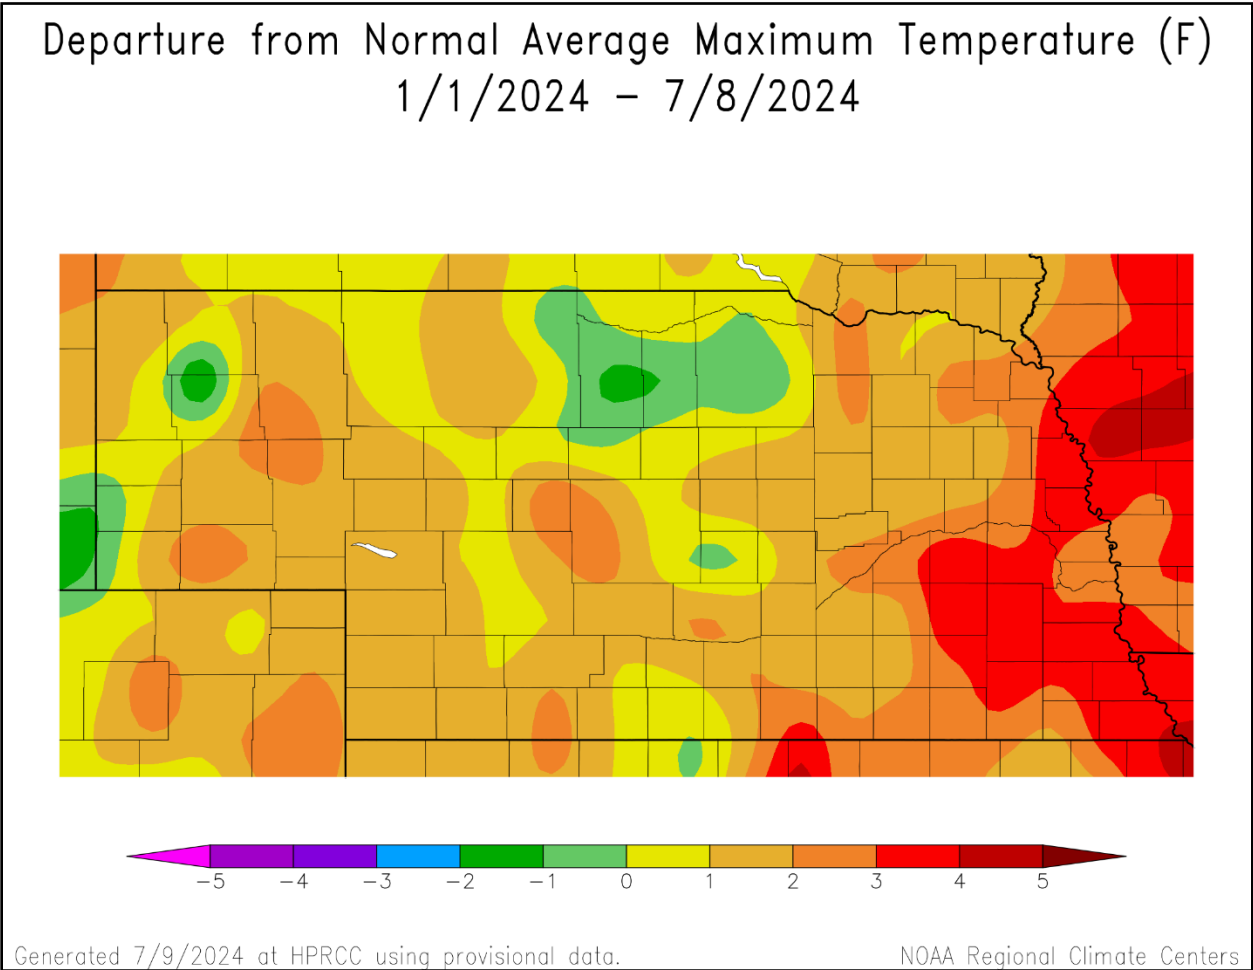 Departure from Normal Average Maximum Temperature (F)
1/1/2024 – 7/8/2024
-5 -4 -3 -2 -1 0 1 2 3 4 5
Generated 7/9/2024 at HPRCC using provisional data. NOAA Regional Climate Centers